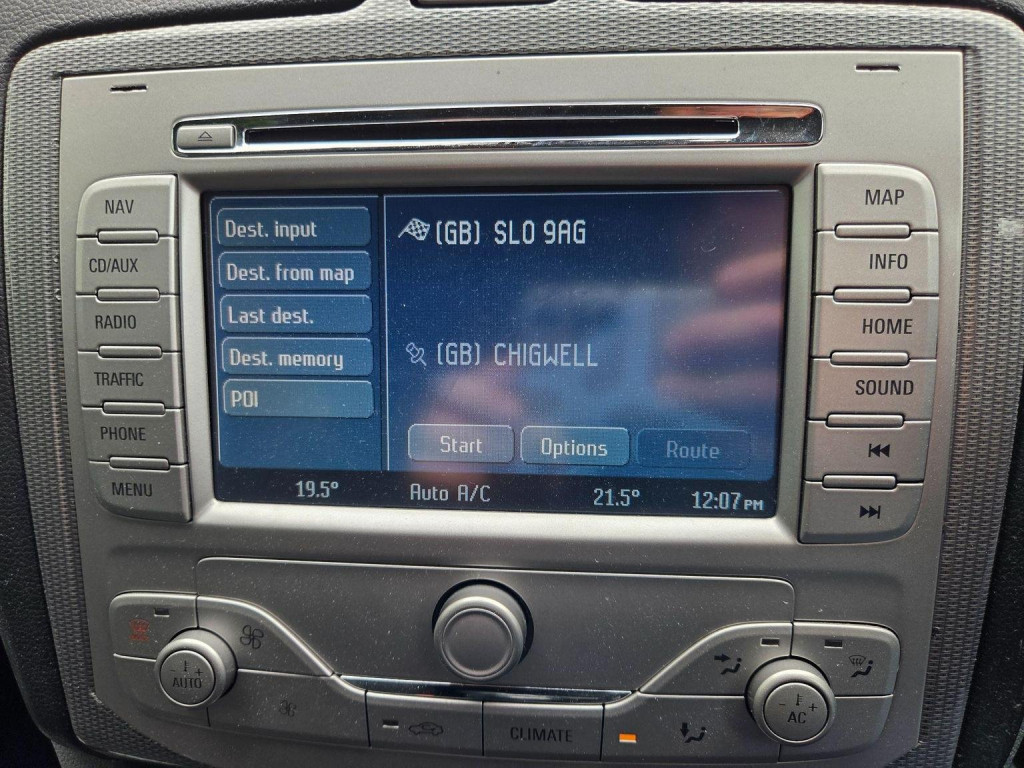 NAV
CD/AUX
RADIO
TRAFFIC
PHONE
MENU
Dest. input
Dest. from map
Last dest.
Dest. memory
POI
(GB) SL0 9AG
(GB) CHIGWELL
Start Options Route
19.5° Auto A/C 21.5° 12:07 PM
MAP
INFO
HOME
SOUND
- +
AUTO
CLIMATE
- +
AC